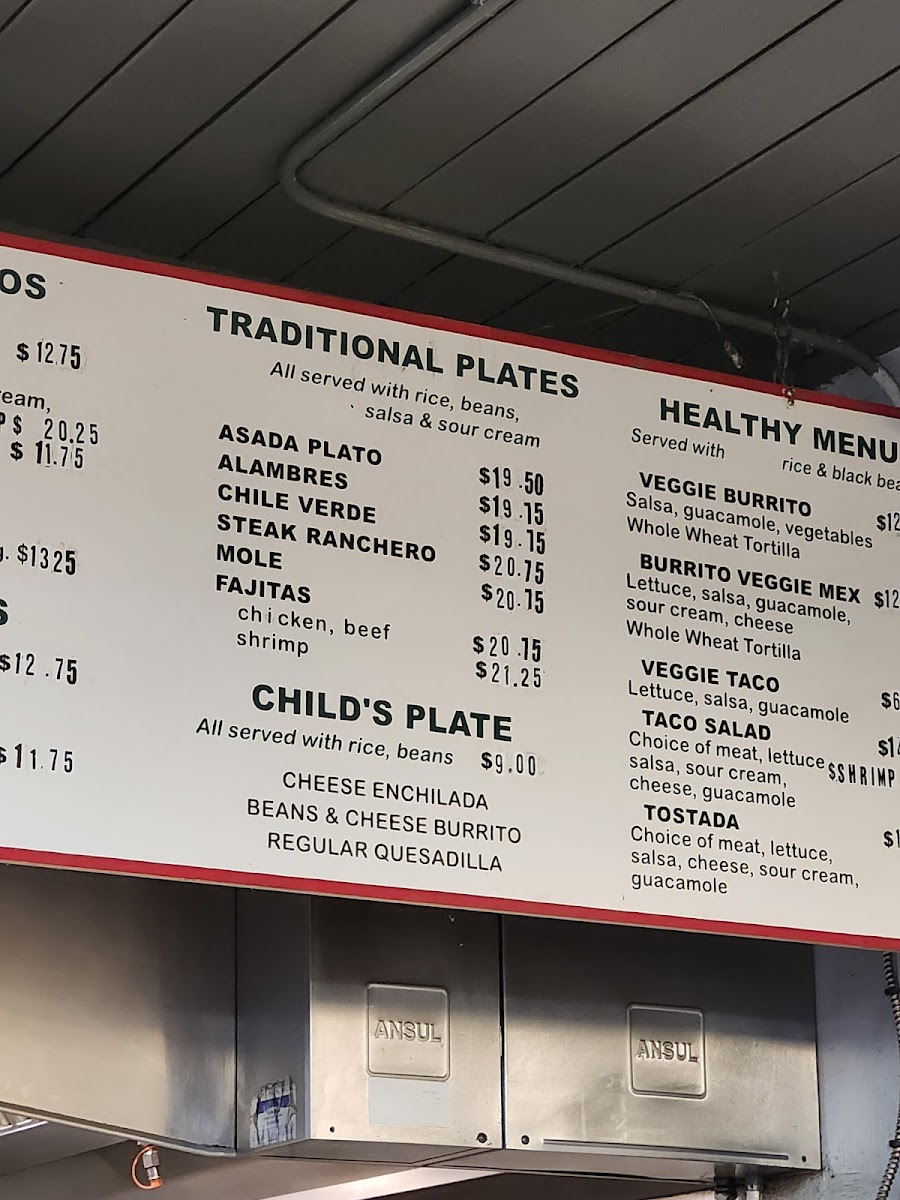 OS
$12.75
ream,
P$ 20.25
$11.75
g. $13 25
S
$12.75
$11.75
TRADITIONAL PLATES
All served with rice, beans,
salsa & sour cream
ASADA PLATO $19.50
ALAMBRES $19.15
CHILE VERDE $19.15
STEAK RANCHERO $20.75
MOLE $20.15
FAJITAS
chicken, beef $20.15
shrimp $21.25
CHILD'S PLATE
All served with rice, beans $9.00
CHEESE ENCHILADA
BEANS & CHEESE BURRITO
REGULAR QUESADILLA
HEALTHY MENU
Served with rice & black bea
VEGGIE BURRITO $12
Salsa, guacamole, vegetables
Whole Wheat Tortilla
BURRITO VEGGIE MEX $12
Lettuce, salsa, guacamole,
sour cream, cheese
Whole Wheat Tortilla
VEGGIE TACO $6
Lettuce, salsa, guacamole
TACO SALAD $1
Choice of meat, lettuce $SHRIMP
salsa, sour cream,
cheese, guacamole
TOSTADA $1
Choice of meat, lettuce,
salsa, cheese, sour cream,
guacamole
ANSUL
ANSUL